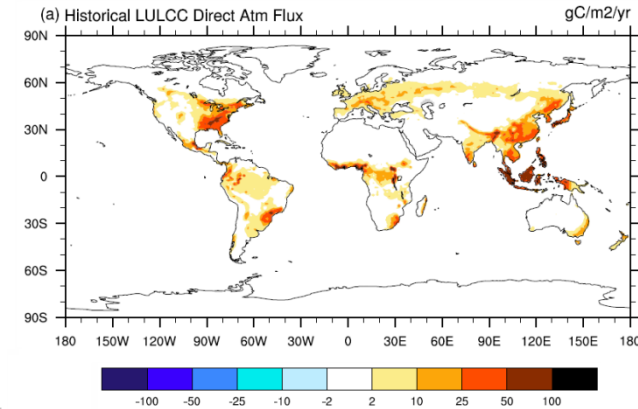 (a) Historical LULCC Direct Atm Flux gC/m2/yr
90N
60N
30N
0
30S
60S
90S
180 150W 120W 90W 60W 30W 0 30E 60E 90E 120E 150E 180
-100 -50 -25 -10 -2 2 10 25 50 100